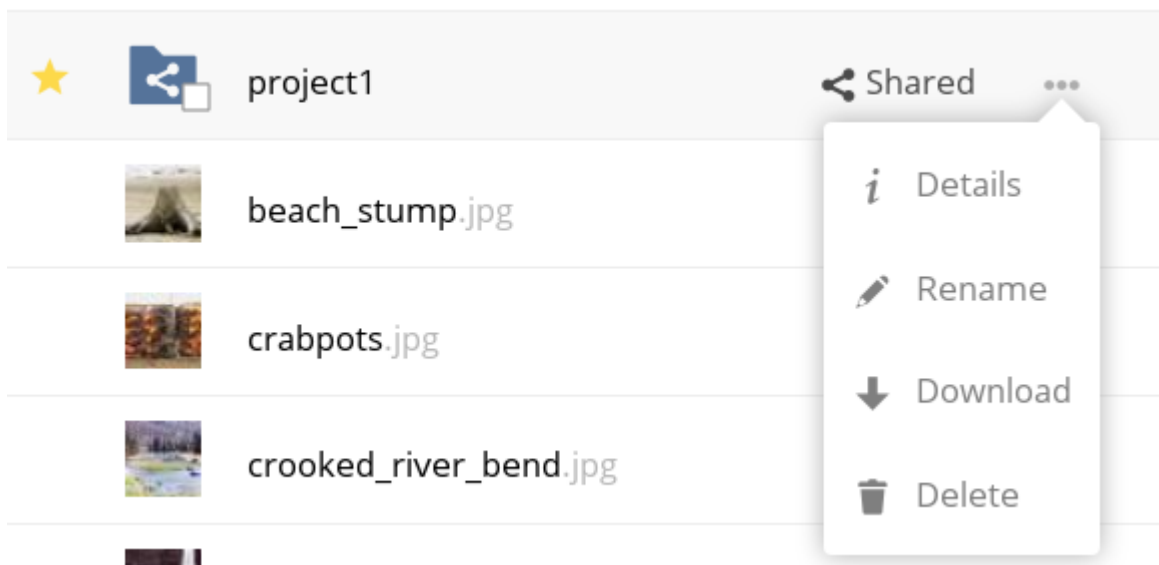 project1 Shared
Details
beach_stump.jpg
Rename
crabpots.jpg
Download
crooked_river_bend.jpg
Delete